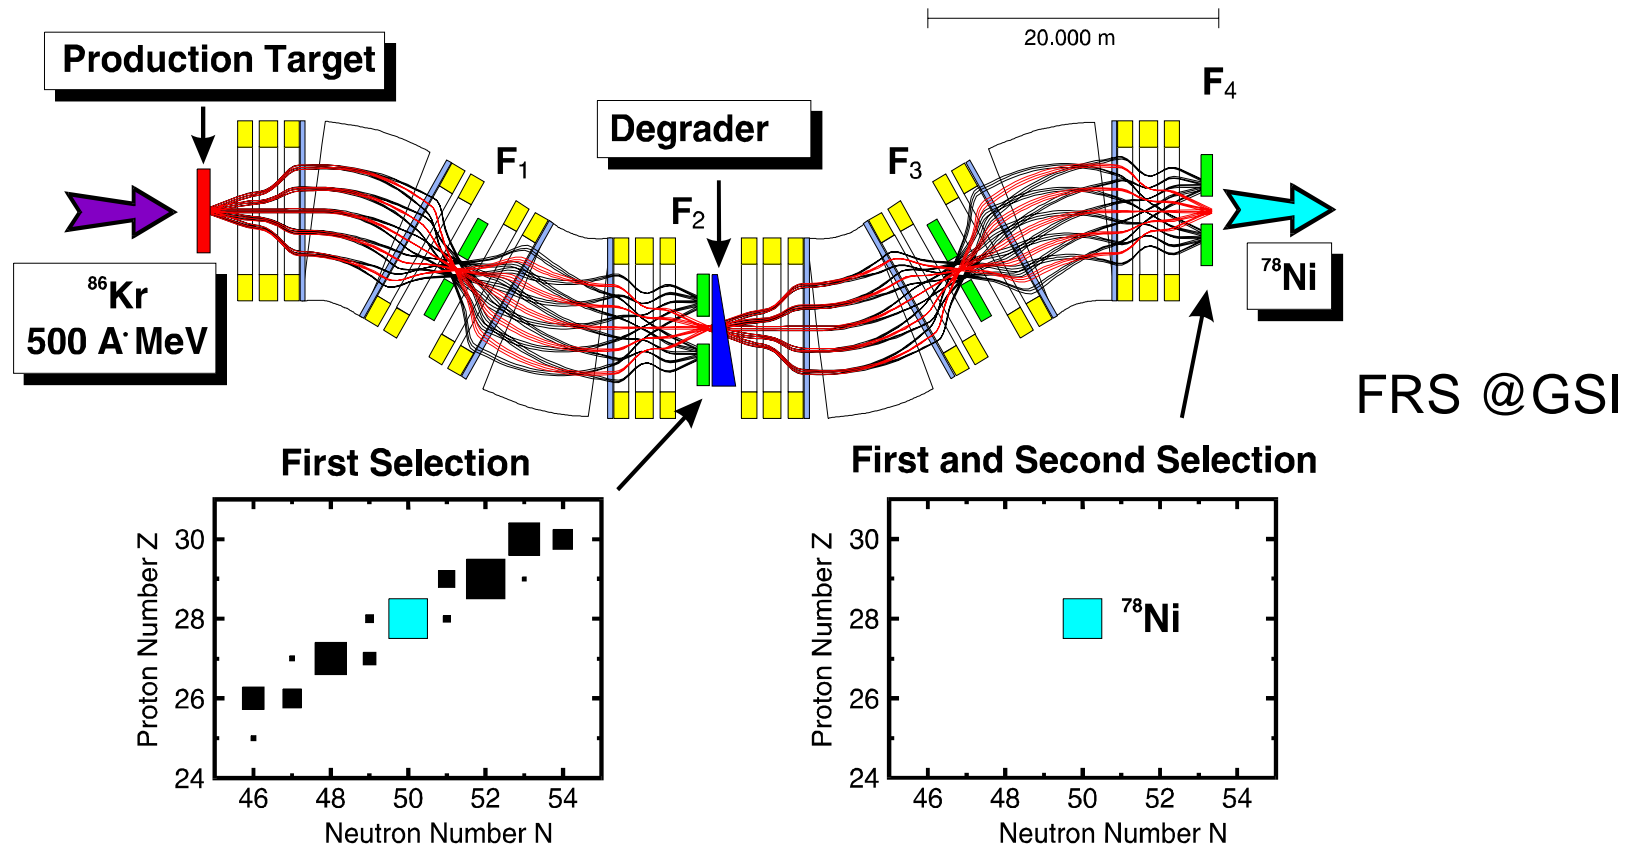 20.000 m
Production Target
F4
Degrader
F1
F3
F2
86Kr
500 A·MeV
78Ni
FRS @GSI
First Selection
First and Second Selection
Proton Number Z
30
28
26
24
46 48 50 52 54
Neutron Number N
Proton Number Z
30
28
26
24
78Ni
46 48 50 52 54
Neutron Number N